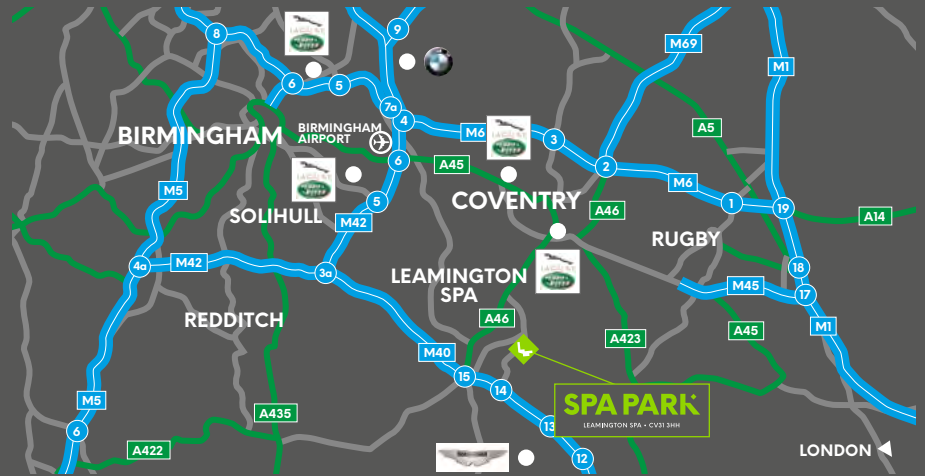 8
9
M69
M1
6
5
7a
4
BIRMINGHAM
BIRMINGHAM
AIRPORT
M6
3
A5
6
A45
2
M5
M6
5
COVENTRY
1
19
SOLIHULL
M42
A46
A14
RUGBY
4a
M42
3a
LEAMINGTON
SPA
18
M45
17
REDDITCH
A46
A423
A45
M1
M40
15
14
M5
SPA PARK
LEAMINGTON SPA • CV31 3HH
A435
13
6
A422
12
LONDON